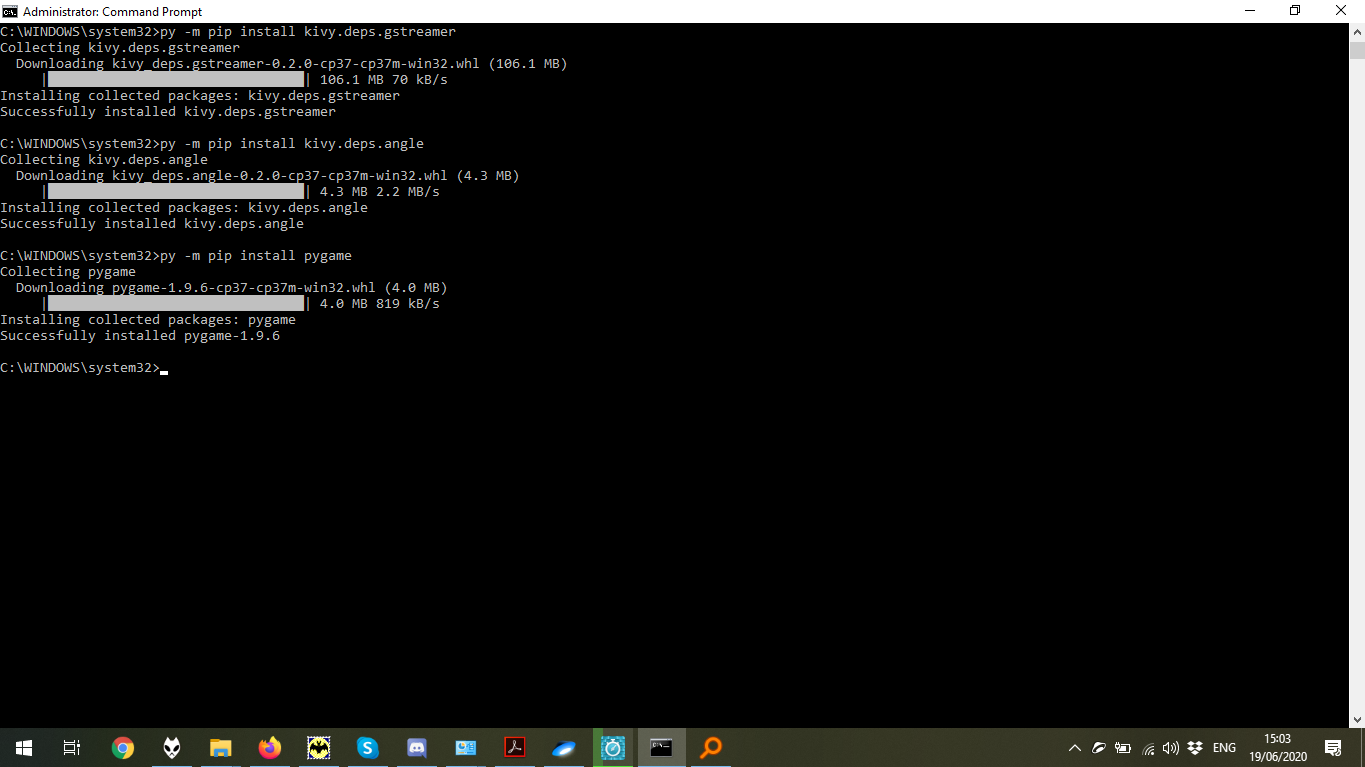 Administrator: Command Prompt
C:\WINDOWS\system32>py -m pip install kivy.deps.gstreamer
Collecting kivy.deps.gstreamer
  Downloading kivy_deps.gstreamer-0.2.0-cp37-cp37m-win32.whl (106.1 MB)
     |████████████████████████████████| 106.1 MB 70 kB/s
Installing collected packages: kivy.deps.gstreamer
Successfully installed kivy.deps.gstreamer
C:\WINDOWS\system32>py -m pip install kivy.deps.angle
Collecting kivy.deps.angle
  Downloading kivy_deps.angle-0.2.0-cp37-cp37m-win32.whl (4.3 MB)
     |████████████████████████████████| 4.3 MB 2.2 MB/s
Installing collected packages: kivy.deps.angle
Successfully installed kivy.deps.angle
C:\WINDOWS\system32>py -m pip install pygame
Collecting pygame
  Downloading pygame-1.9.6-cp37-cp37m-win32.whl (4.0 MB)
     |████████████████████████████████| 4.0 MB 819 kB/s
Installing collected packages: pygame
Successfully installed pygame-1.9.6
C:\WINDOWS\system32>
ENG
15:03
19/06/2020